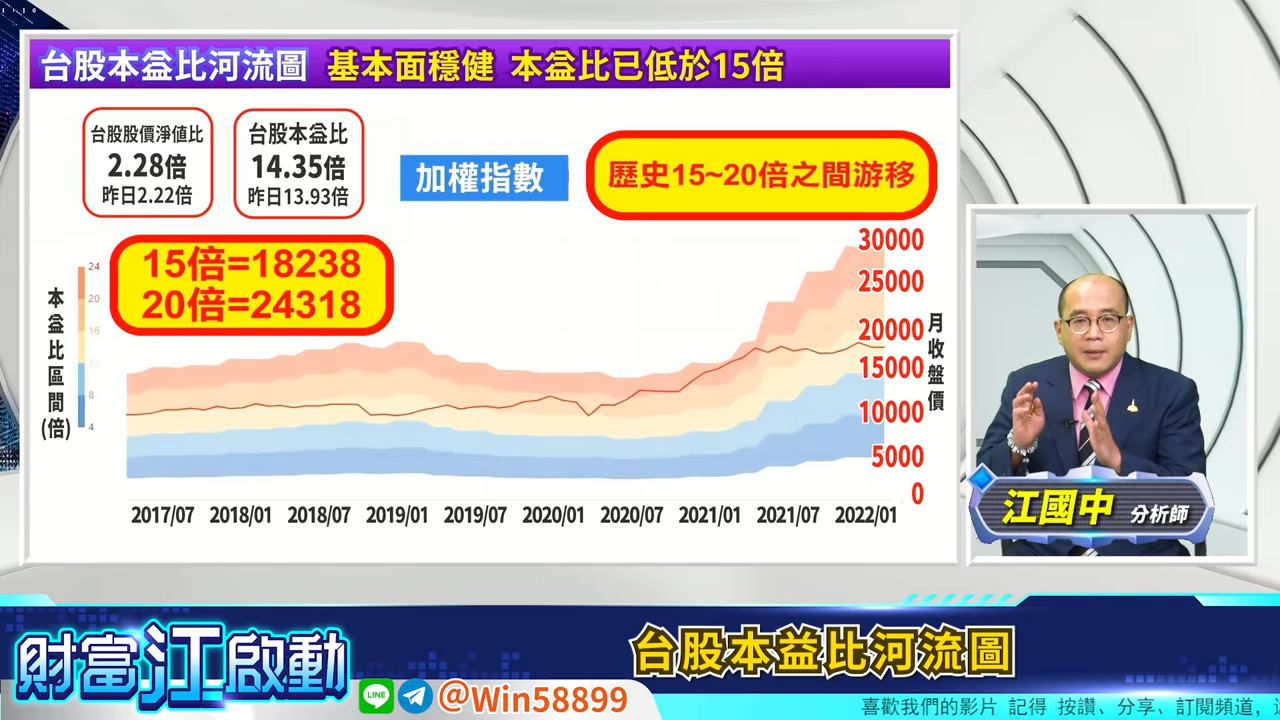 台股本益比河流圖 基本面穩健 本益比已低於15倍
台股股價淨值比
2.28倍
昨日2.22倍
台股本益比
14.35倍
昨日13.93倍
加權指數
歷史15~20倍之間游移
15倍=18238
20倍=24318
本益比區間(倍)
24
20
16
12
8
4
30000
25000
20000
15000
10000
5000
0
月收盤價
2017/07 2018/01 2018/07 2019/01 2019/07 2020/01 2020/07 2021/01 2021/07 2022/01
江國中 分析師
財富江啟動
台股本益比河流圖
LINE @Win58899
喜歡我們的影片 記得 按讚、分享、訂閱頻道,